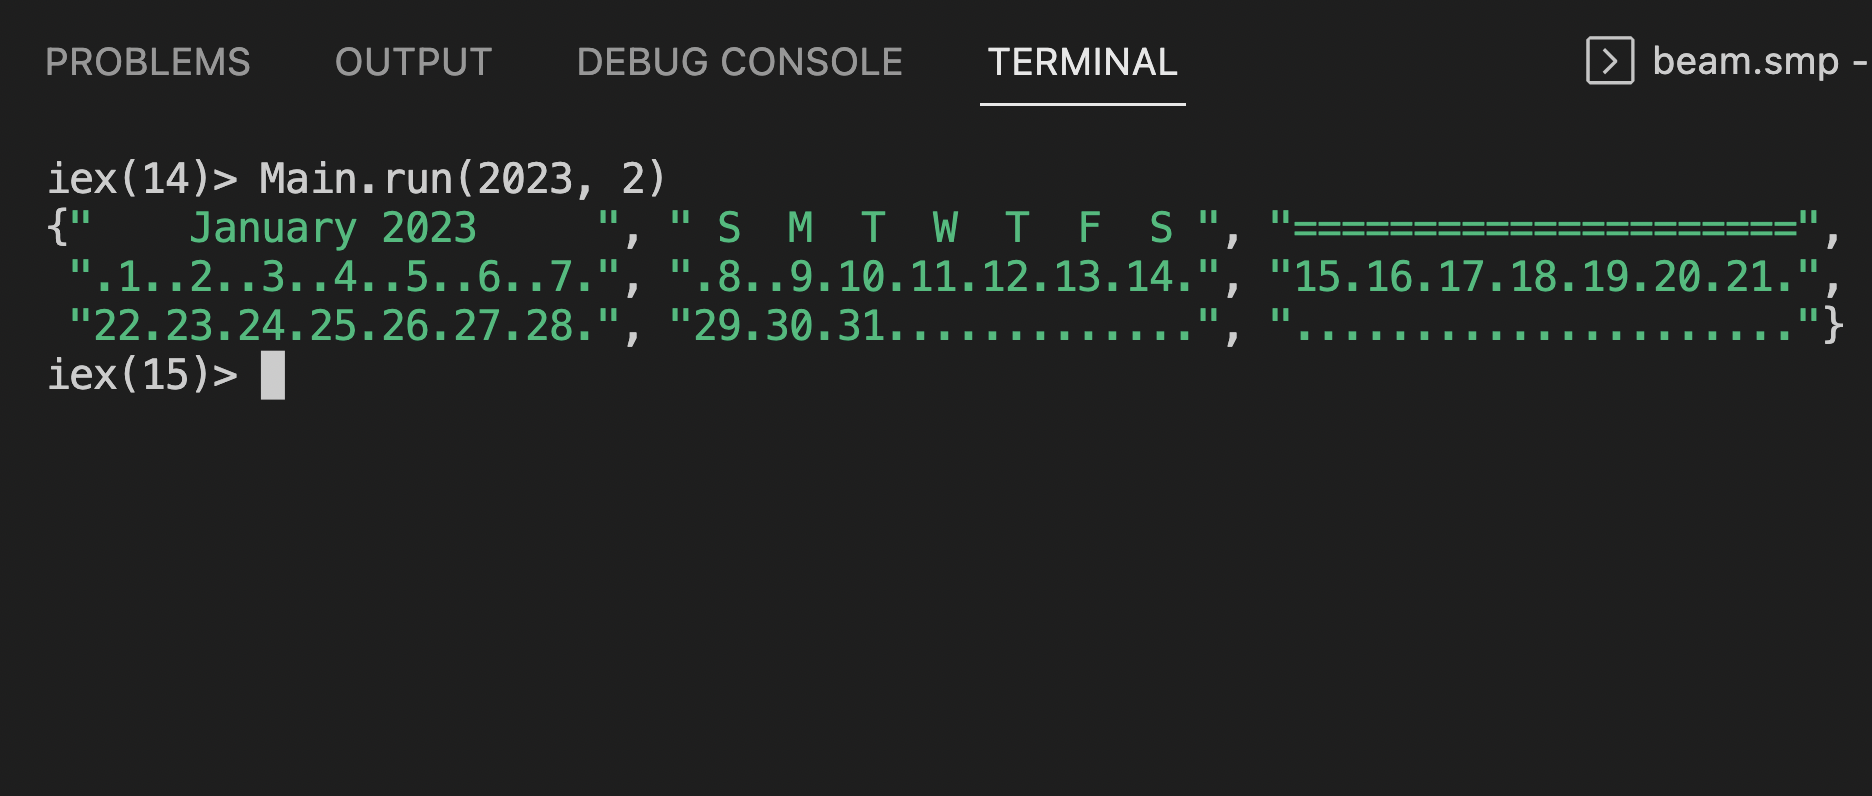 PROBLEMS OUTPUT DEBUG CONSOLE TERMINAL beam.smp -
iex(14)> Main.run(2023, 2)
{"    January 2023     ", " S  M  T  W  T  F  S ", "=====================",
 ".1..2..3..4..5..6..7.", ".8..9.10.11.12.13.14.", "15.16.17.18.19.20.21.",
 "22.23.24.25.26.27.28.", "29.30.31.............", "....................."}
iex(15)>